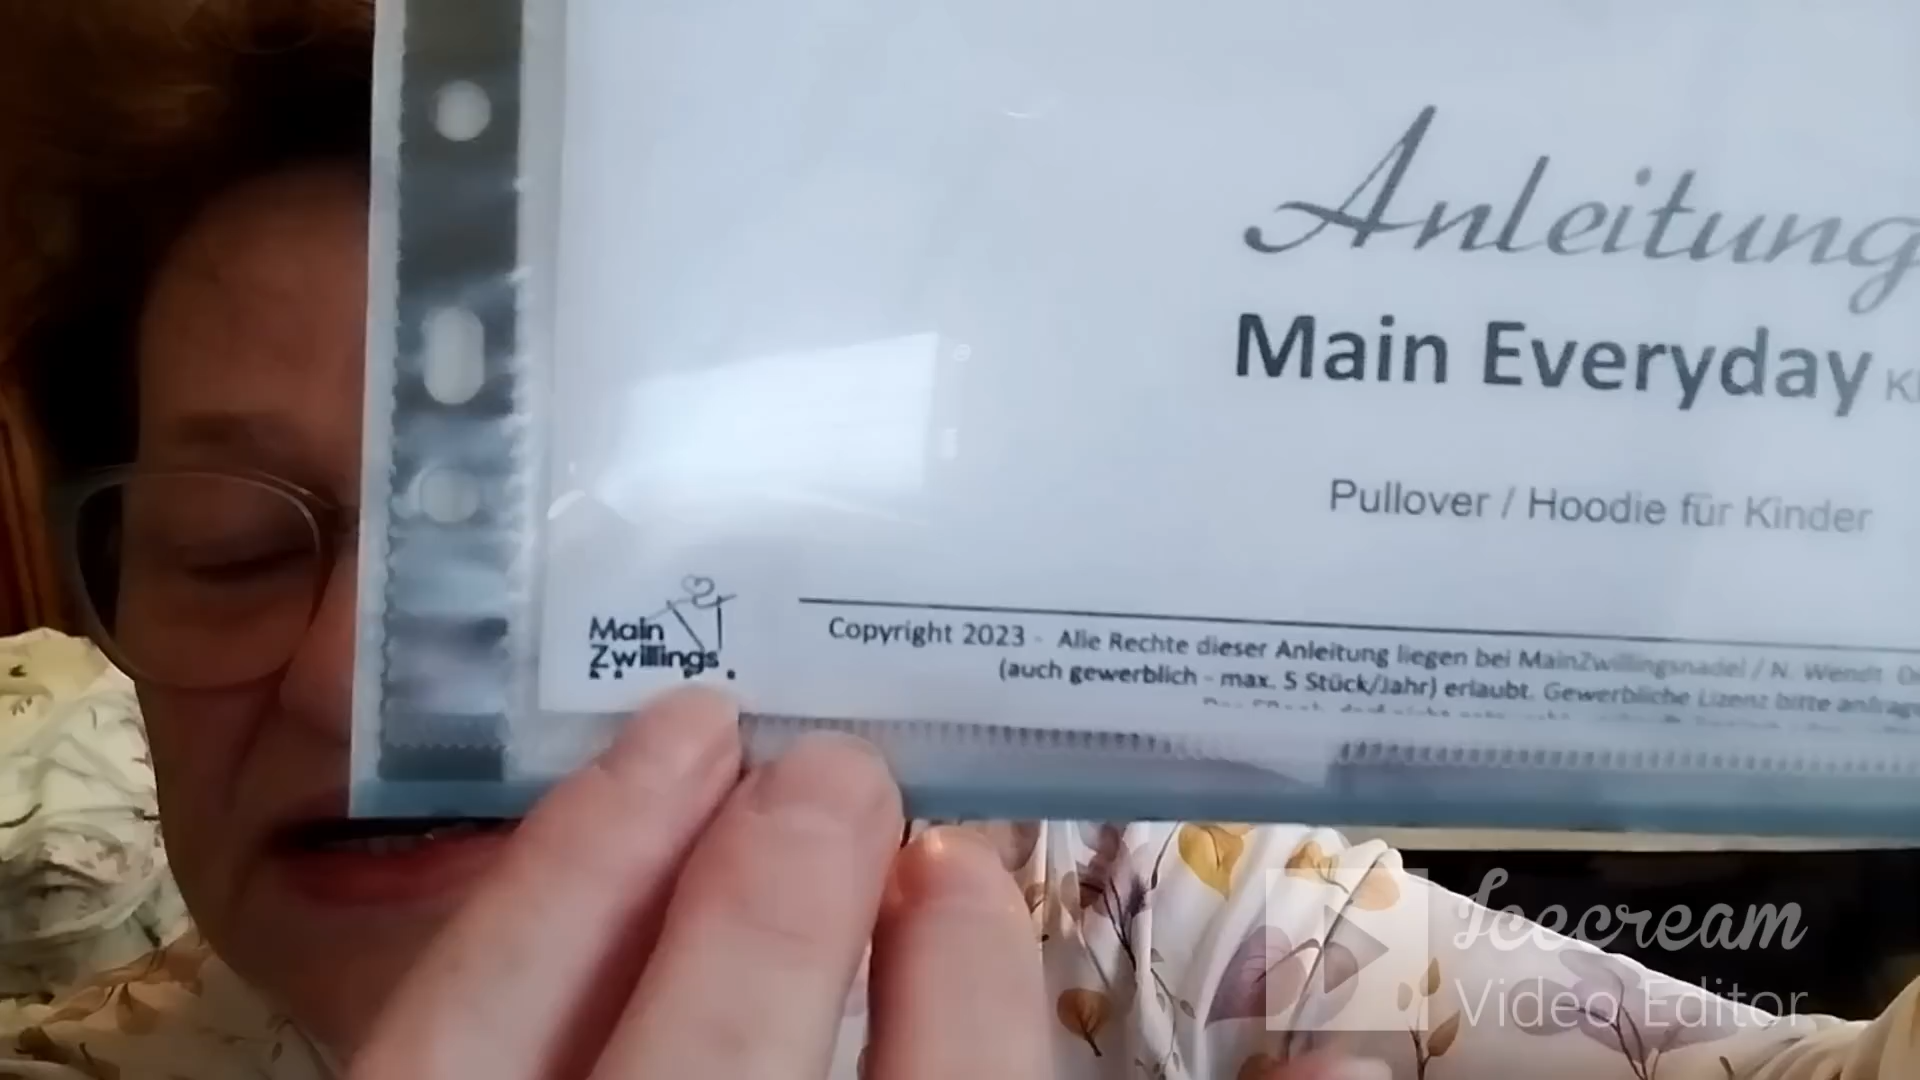 Anleitung
Main Everyday
Pullover / Hoodie für Kinder
Main
Zwillings
Copyright 2023 - Alle Rechte dieser Anleitung liegen bei MainZwillingsnadel / N. Wendt
(auch gewerblich - max. 5 Stück/Jahr) erlaubt. Gewerbliche Lizenz bitte
Icecream
Video Editor